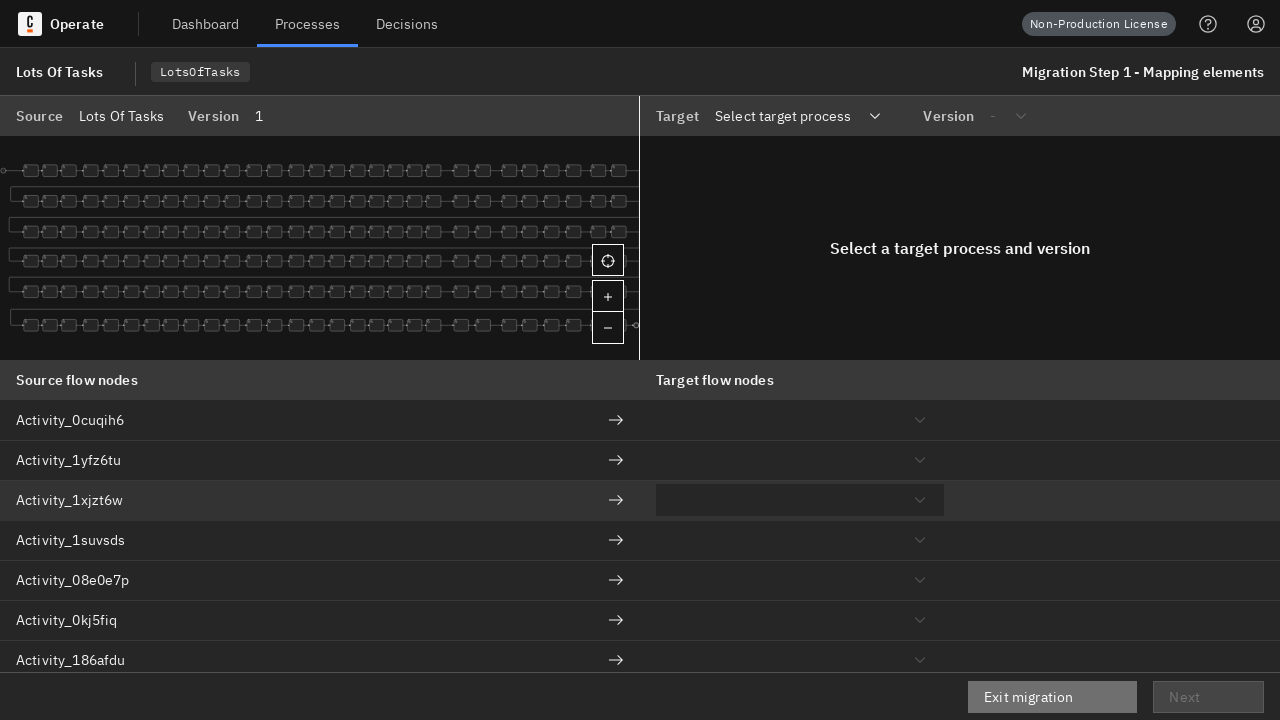 Operate
Dashboard
Processes
Decisions
Non-Production License
Lots Of Tasks
LotsOfTasks
Migration Step 1 - Mapping elements
Source Lots Of Tasks Version 1
Target Select target process Version -
Select a target process and version
Source flow nodes
Target flow nodes
Activity_0cuqih6
Activity_1yfz6tu
Activity_1xjzt6w
Activity_1suvsds
Activity_08e0e7p
Activity_0kj5fiq
Activity_186afdu
Exit migration
Next